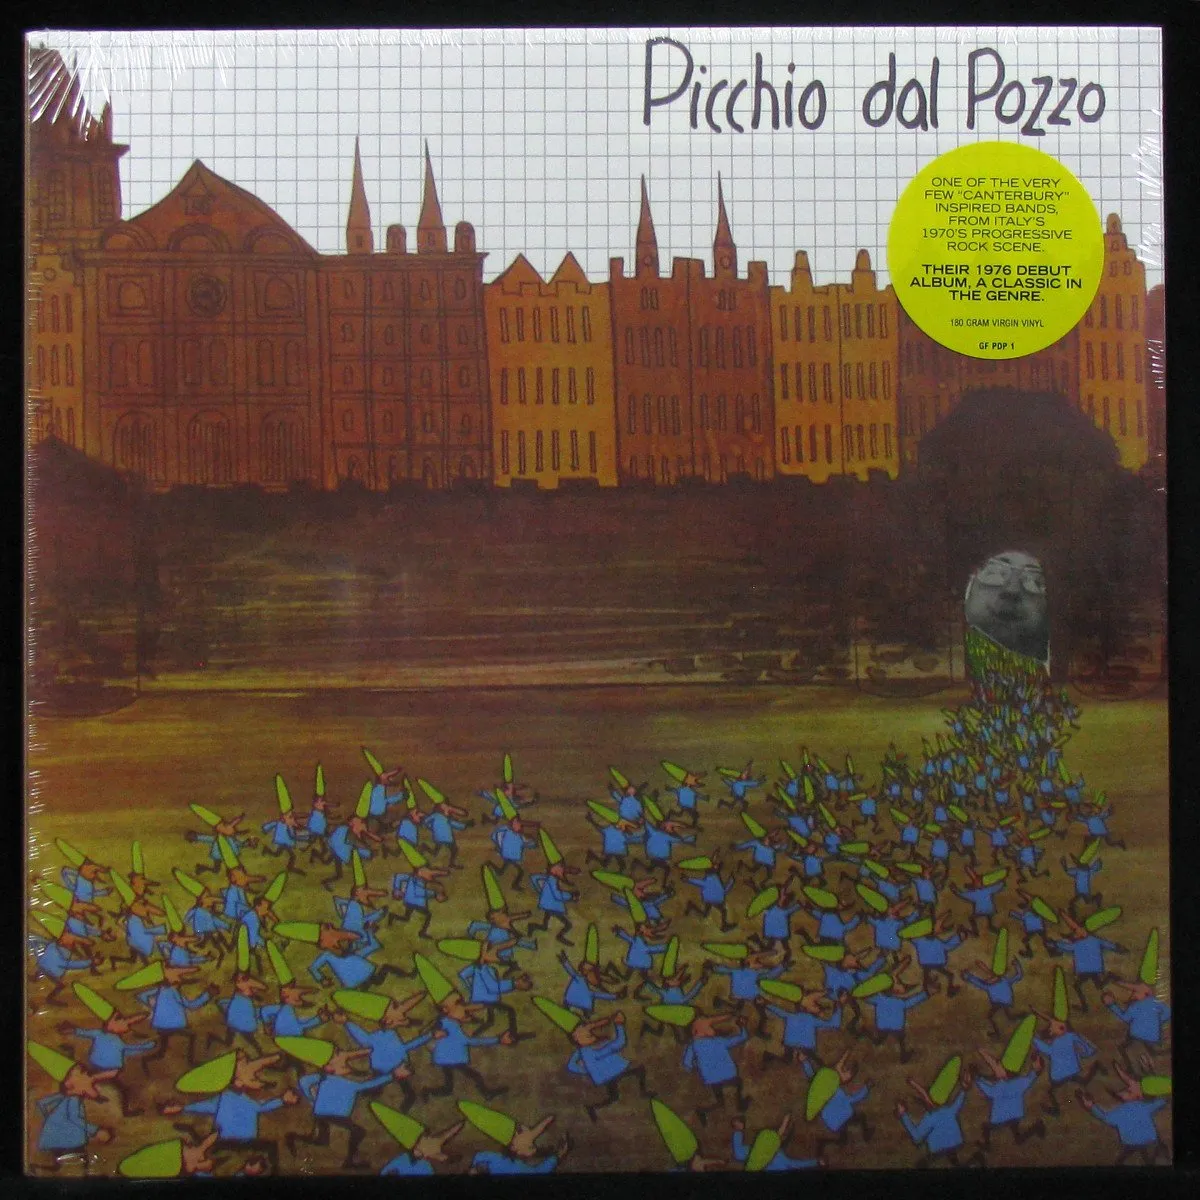 Picchio dal Pozzo
ONE OF THE VERY
FEW "CANTERBURY"
INSPIRED BANDS,
FROM ITALY'S
1970'S PROGRESSIVE
ROCK SCENE.
THEIR 1976 DEBUT
ALBUM, A CLASSIC IN
THE GENRE.
180 GRAM VIRGIN VINYL
GF PDP 1